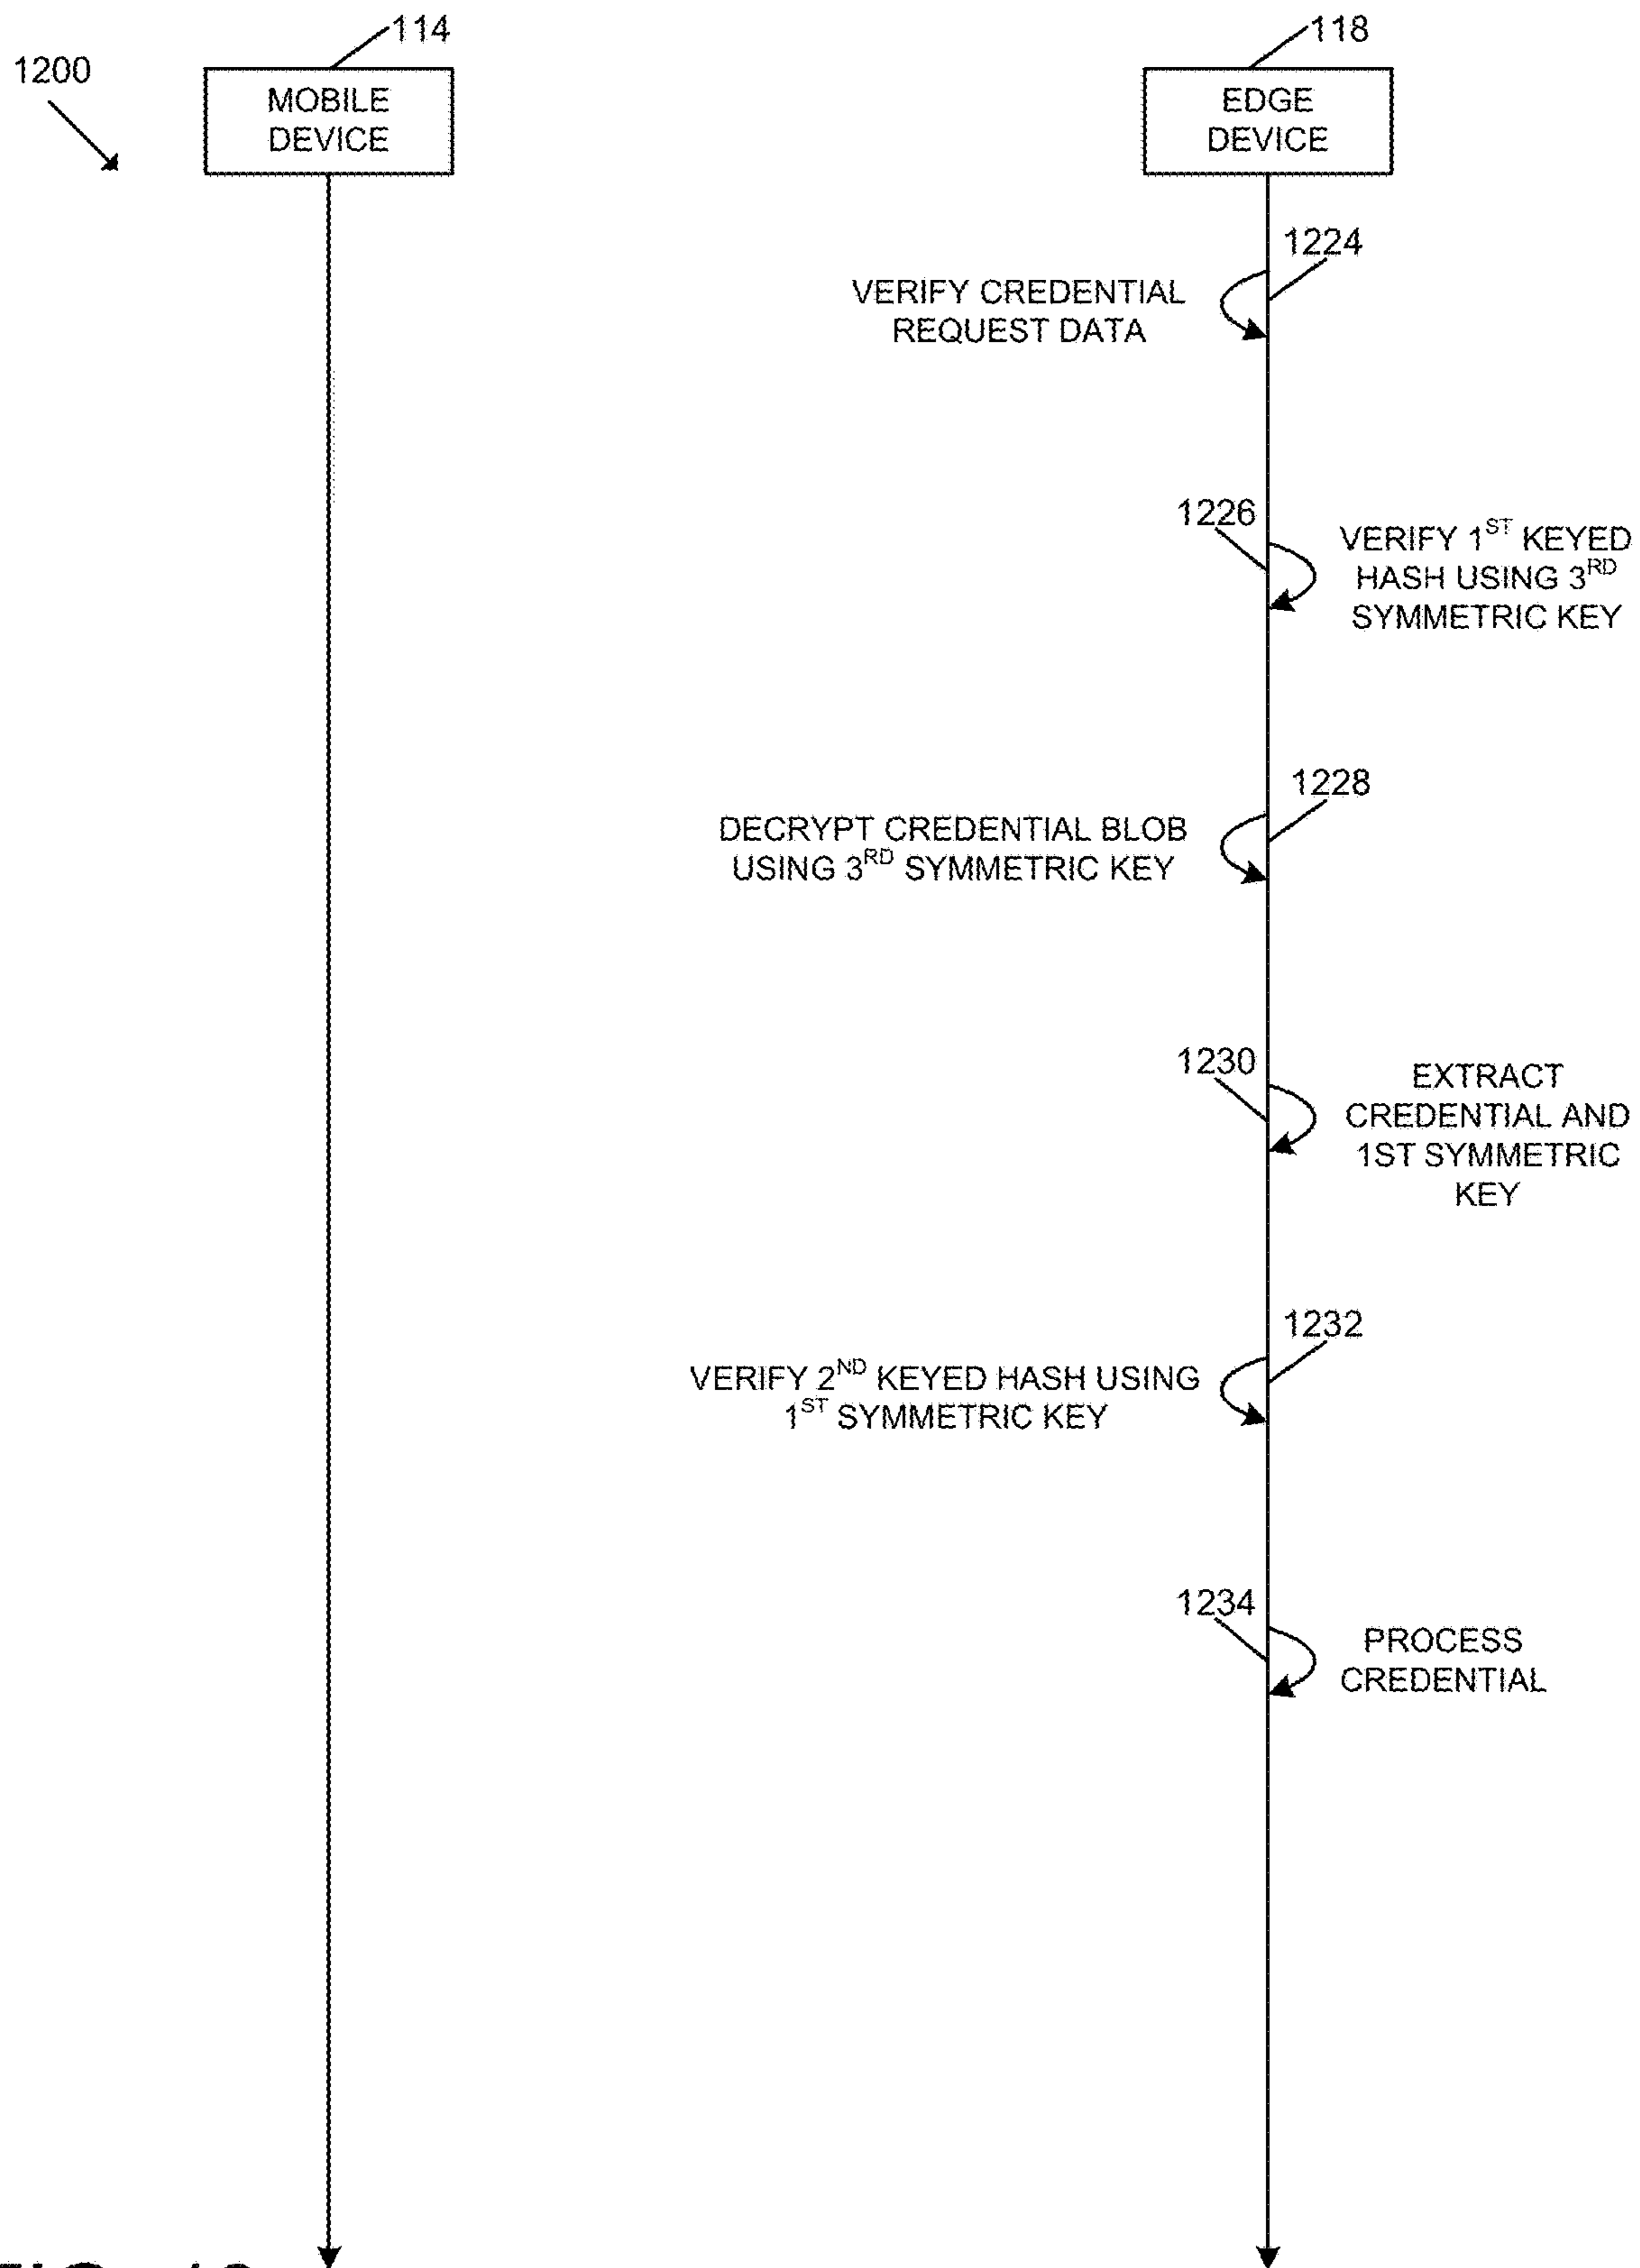 1200
114
118
MOBILE
DEVICE
EDGE
DEVICE
1224
VERIFY CREDENTIAL
REQUEST DATA
1226
VERIFY 1ST KEYED
HASH USING 3RD
SYMMETRIC KEY
1228
DECRYPT CREDENTIAL BLOB
USING 3RD SYMMETRIC KEY
1230
EXTRACT
CREDENTIAL AND
1ST SYMMETRIC
KEY
1232
VERIFY 2ND KEYED HASH USING
1ST SYMMETRIC KEY
1234
PROCESS
CREDENTIAL